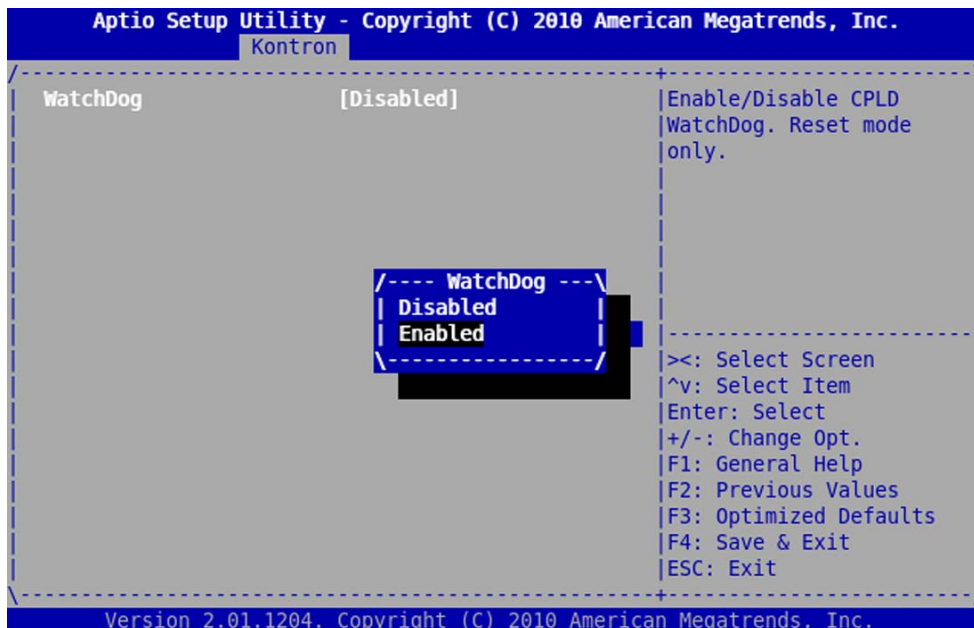 Aptio Setup Utility - Copyright (C) 2010 American Megatrends, Inc.
Kontron
/----------------------------------------------------+-------------------------
WatchDog [Disabled] |Enable/Disable CPLD
|WatchDog. Reset mode
|only.
/---- WatchDog ---\
| Disabled |
| Enabled |
\-----------------/
|><: Select Screen
|^v: Select Item
|Enter: Select
|+/-: Change Opt.
|F1: General Help
|F2: Previous Values
|F3: Optimized Defaults
|F4: Save & Exit
|ESC: Exit
\----------------------------------------------------+-------------------------
Version 2.01.1204. Copyright (C) 2010 American Megatrends, Inc.